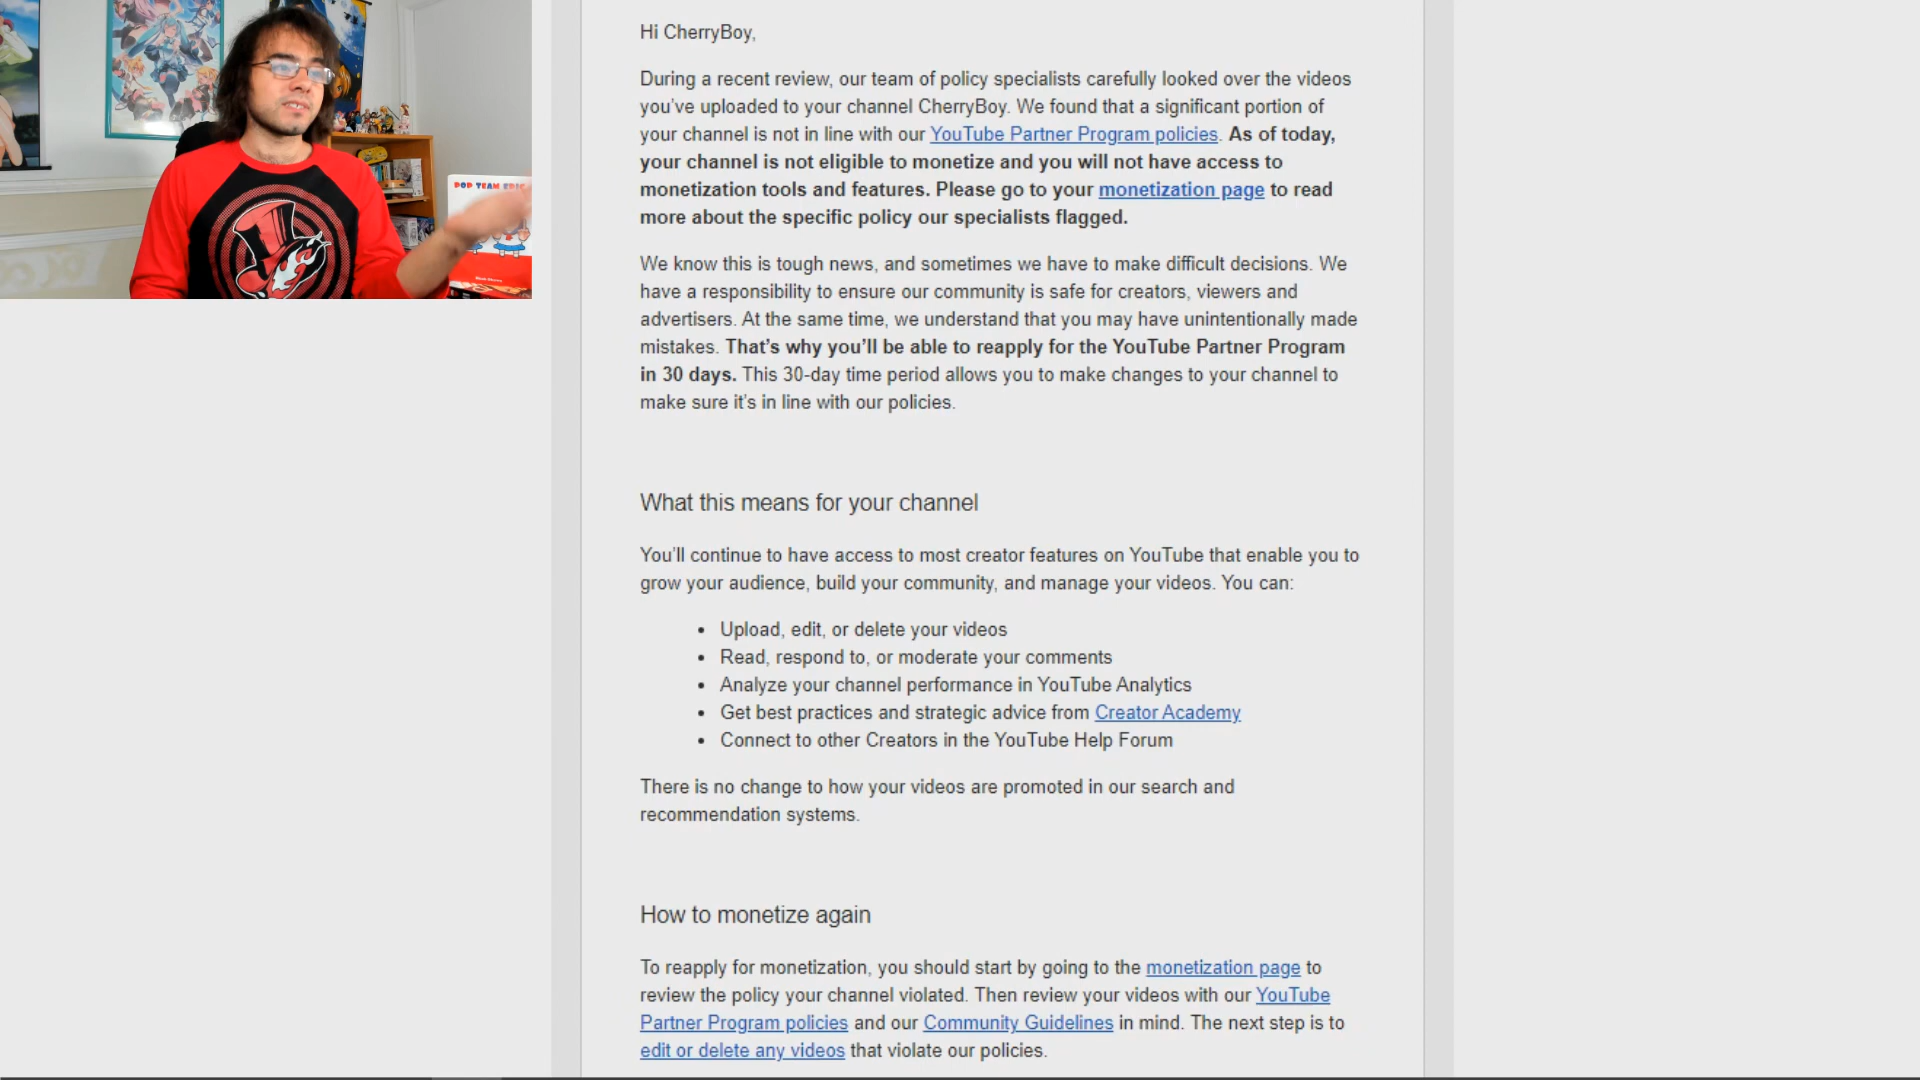 POP TEAM EPIC
Hi CherryBoy,
During a recent review, our team of policy specialists carefully looked over the videos
you've uploaded to your channel CherryBoy. We found that a significant portion of
your channel is not in line with our YouTube Partner Program policies. As of today,
your channel is not eligible to monetize and you will not have access to
monetization tools and features. Please go to your monetization page to read
more about the specific policy our specialists flagged.
We know this is tough news, and sometimes we have to make difficult decisions. We
have a responsibility to ensure our community is safe for creators, viewers and
advertisers. At the same time, we understand that you may have unintentionally made
mistakes. That's why you'll be able to reapply for the YouTube Partner Program
in 30 days. This 30-day time period allows you to make changes to your channel to
make sure it's in line with our policies.
What this means for your channel
You'll continue to have access to most creator features on YouTube that enable you to
grow your audience, build your community, and manage your videos. You can:
• Upload, edit, or delete your videos
• Read, respond to, or moderate your comments
• Analyze your channel performance in YouTube Analytics
• Get best practices and strategic advice from Creator Academy
• Connect to other Creators in the YouTube Help Forum
There is no change to how your videos are promoted in our search and
recommendation systems.
How to monetize again
To reapply for monetization, you should start by going to the monetization page to
review the policy your channel violated. Then review your videos with our YouTube
Partner Program policies and our Community Guidelines in mind. The next step is to
edit or delete any videos that violate our policies.